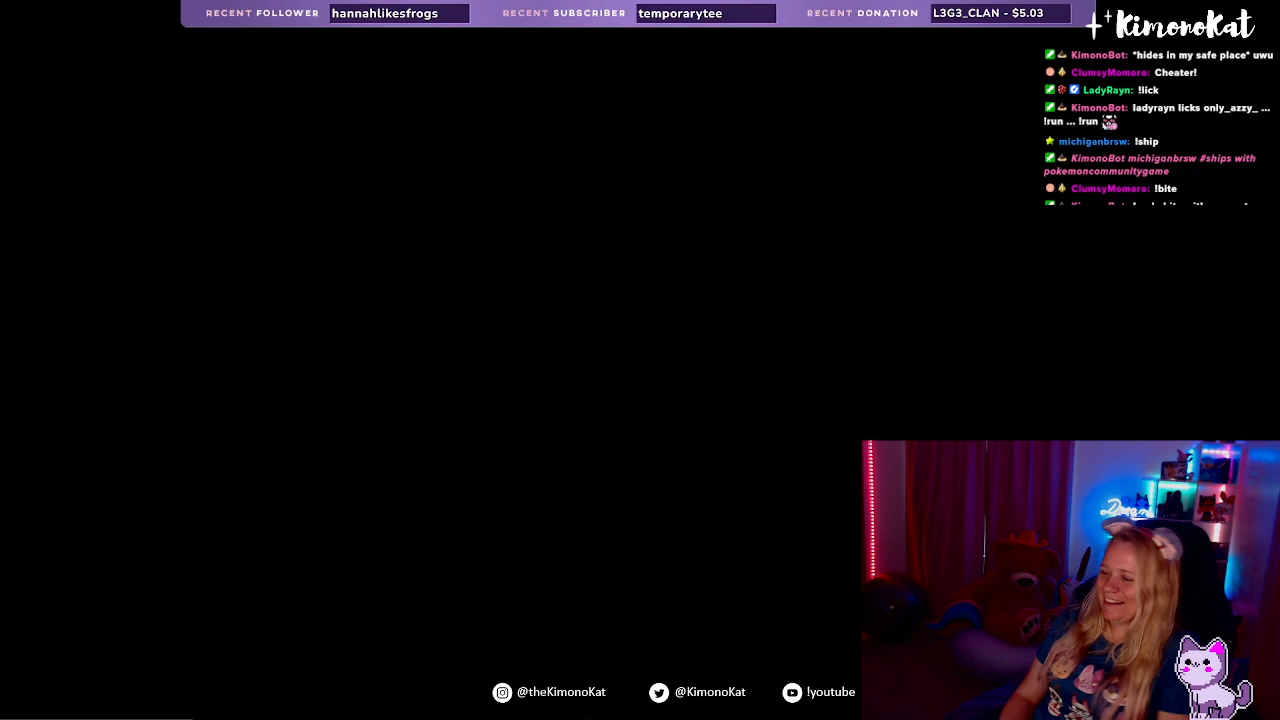 RECENT FOLLOWER hannahlikesfrogs RECENT SUBSCRIBER temporarytee RECENT DONATION L3G3_CLAN - $5.03
KimonoKat
KimonoBot: *hides in my safe place* uwu
ClumsyMomoro: Cheater!
LadyRayn: !lick
KimonoBot: ladyrayn licks only_azzy_ ...
!run ... !run
michiganbrsw: !ship
KimonoBot michiganbrsw #ships with
pokemoncommunitygame
ClumsyMomoro: !bite
Dream
@theKimonoKat @KimonoKat !youtube